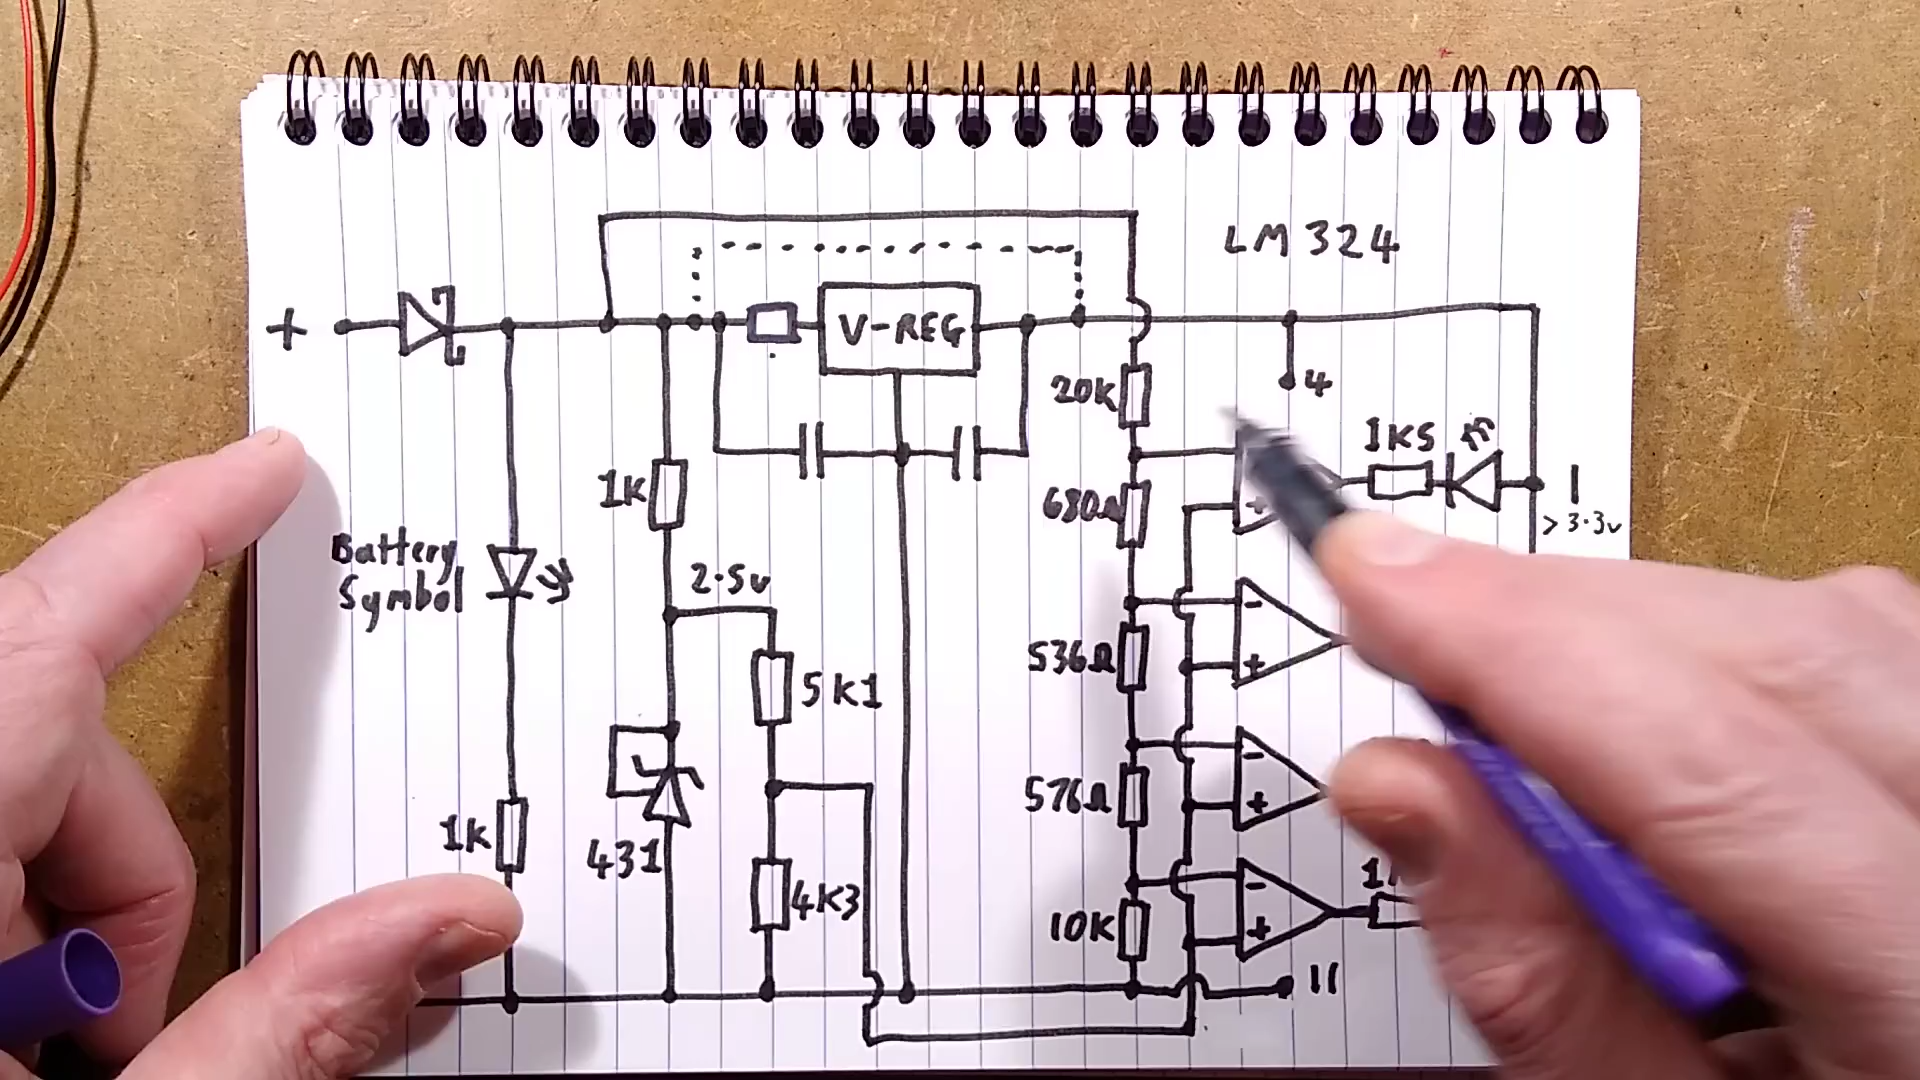 LM324
+
V-REG
20K
4
1K5
1
>3.3v
1K
680Ω
Battery
Symbol
2.5v
-
+
536Ω
+
5K1
-
576Ω
+
1K
431
4K3
-
10K
+
11